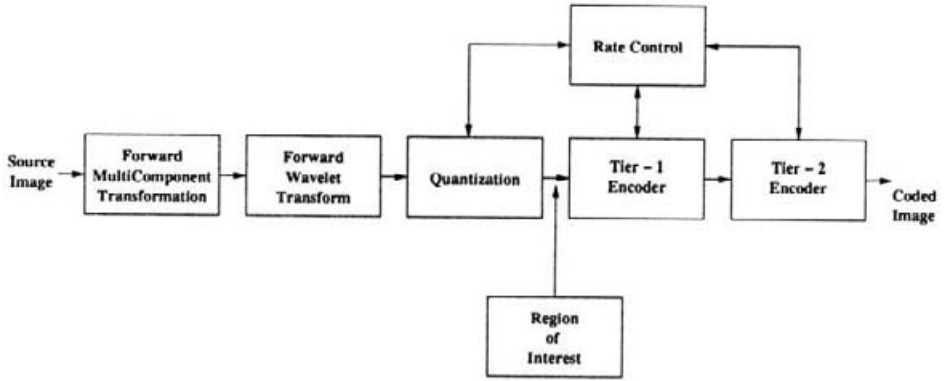 Rate Control
Source
Image
Forward
MultiComponent
Transformation
Forward
Wavelet
Transform
Quantization
Tier – 1
Encoder
Tier – 2
Encoder
Coded
Image
Region
of
Interest